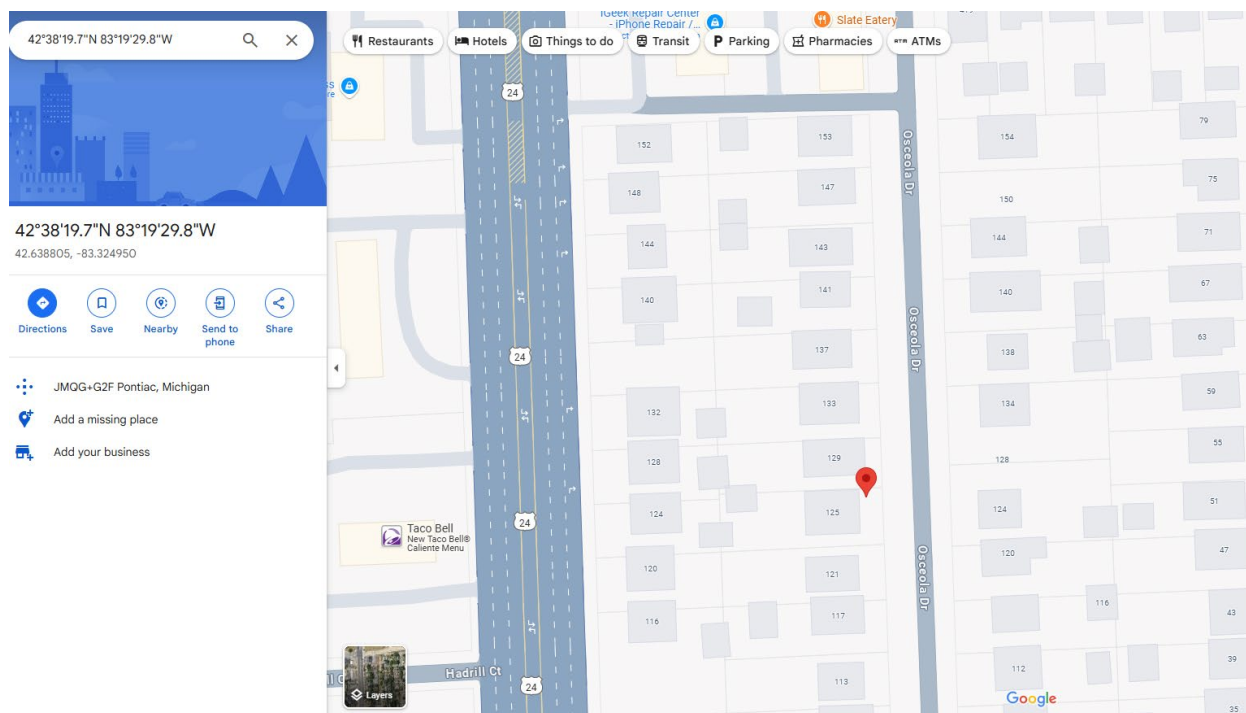 42°38'19.7"N 83°19'29.8"W
42°38'19.7"N 83°19'29.8"W
42.638805, -83.324950
Directions
Save
Nearby
Send to
phone
Share
JMQG+G2F Pontiac, Michigan
Add a missing place
Add your business
iGeek Repair Center
- iPhone Repair /...
Slate Eatery
Restaurants
Hotels
Things to do
Transit
P Parking
Pharmacies
ATM ATMs
24
152
153
154
79
Osceola Dr
148
147
150
75
144
143
144
71
140
141
140
67
Osceola Dr
24
137
138
63
132
133
134
59
128
129
128
55
124
125
124
51
24
Taco Bell
New Taco Bell®
Caliente Menu
120
121
120
47
Osceola Dr
116
117
116
43
Hadrill Ct
24
113
112
39
35
Layers
Google